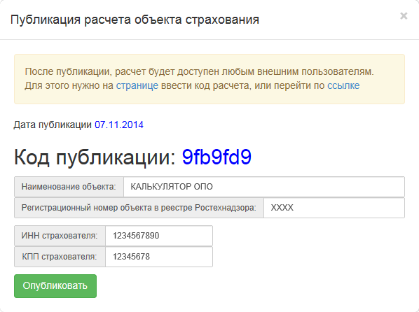 Публикация расчета объекта страхования
×
После публикации, расчет будет доступен любым внешним пользователям.
Для этого нужно на странице ввести код расчета, или перейти по ссылке
Дата публикации 07.11.2014
Код публикации: 9fb9fd9
Наименование объекта: КАЛЬКУЛЯТОР ОПО
Регистрационный номер объекта в реестре Ростехнадзора: XXXX
ИНН страхователя: 1234567890
КПП страхователя: 12345678
Опубликовать